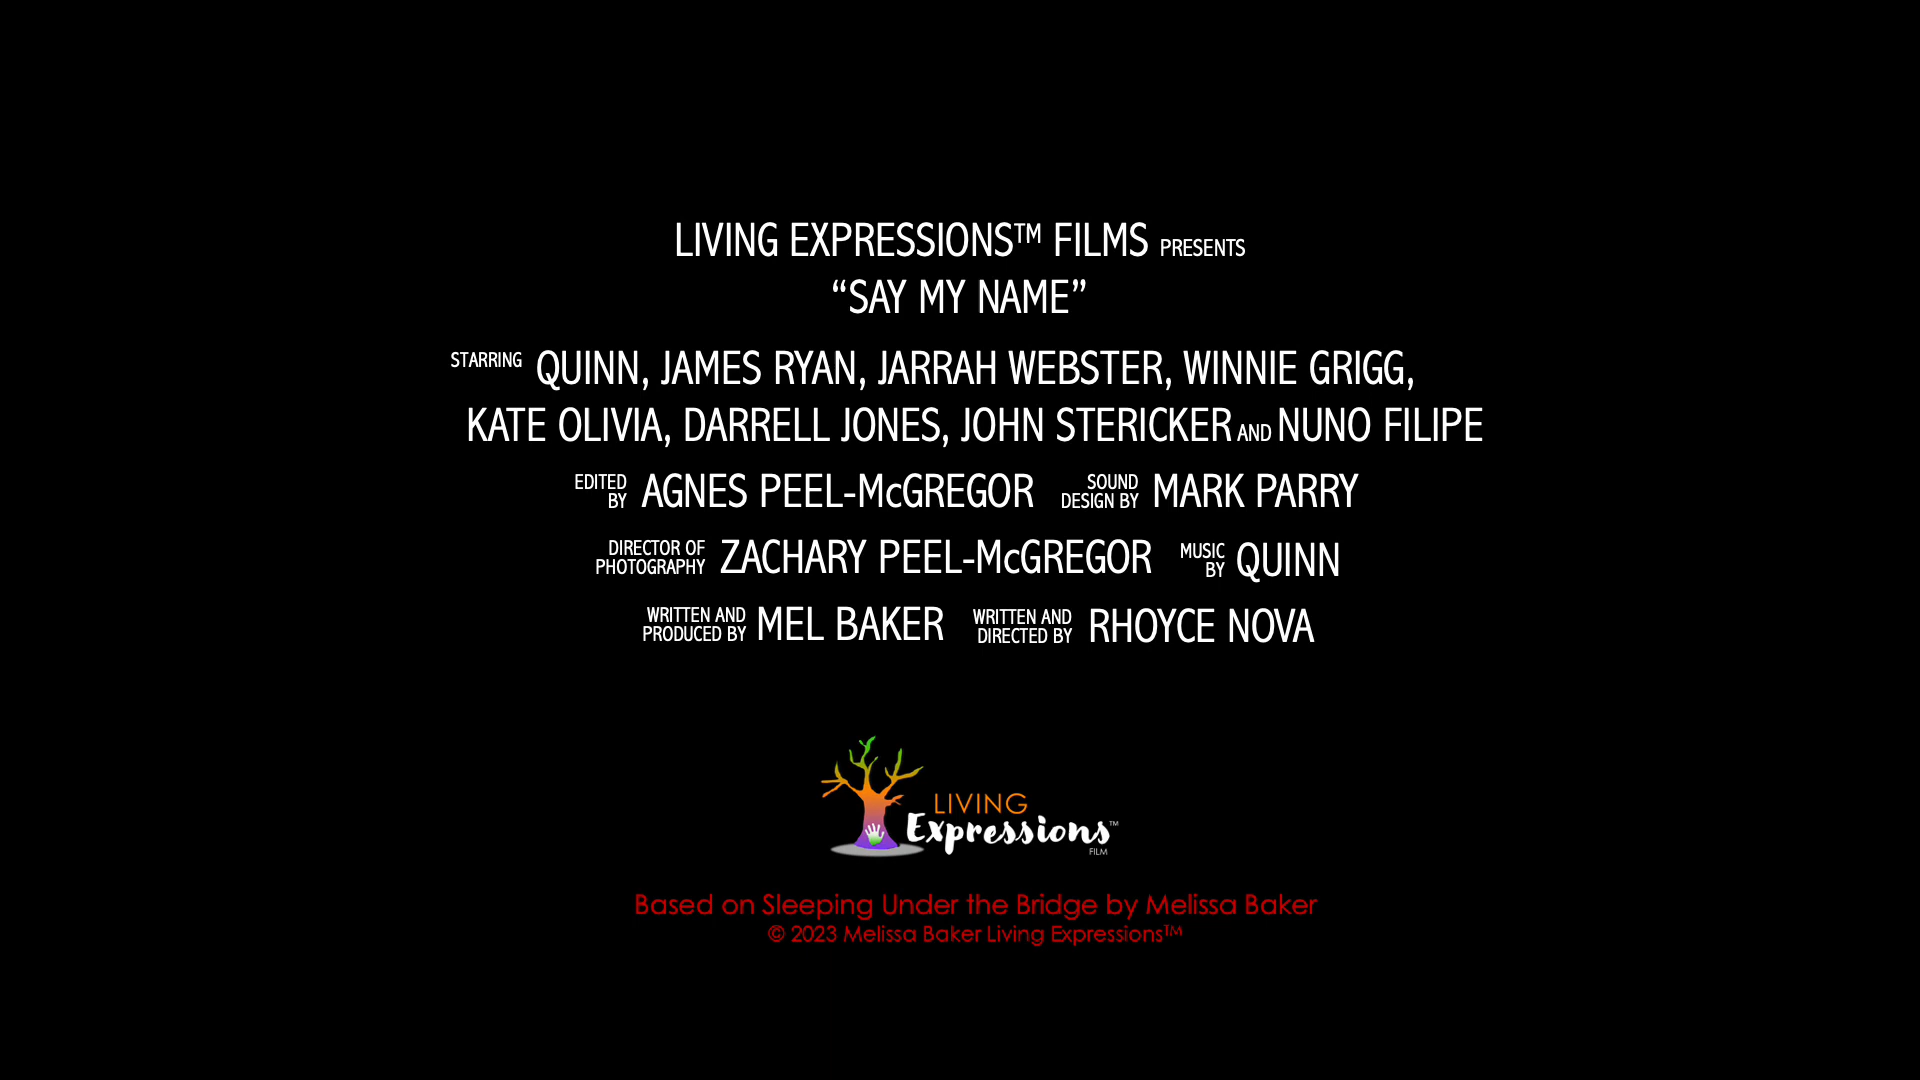 LIVING EXPRESSIONS™ FILMS PRESENTS
“SAY MY NAME”
STARRING QUINN, JAMES RYAN, JARRAH WEBSTER, WINNIE GRIGG,
KATE OLIVIA, DARRELL JONES, JOHN STERICKER AND NUNO FILIPE
EDITED BY AGNES PEEL-McGREGOR SOUND DESIGN BY MARK PARRY
DIRECTOR OF PHOTOGRAPHY ZACHARY PEEL-McGREGOR MUSIC BY QUINN
WRITTEN AND PRODUCED BY MEL BAKER WRITTEN AND DIRECTED BY RHOYCE NOVA
LIVING
Expressions™
FILM
Based on Sleeping Under the Bridge by Melissa Baker
© 2023 Melissa Baker Living Expressions™